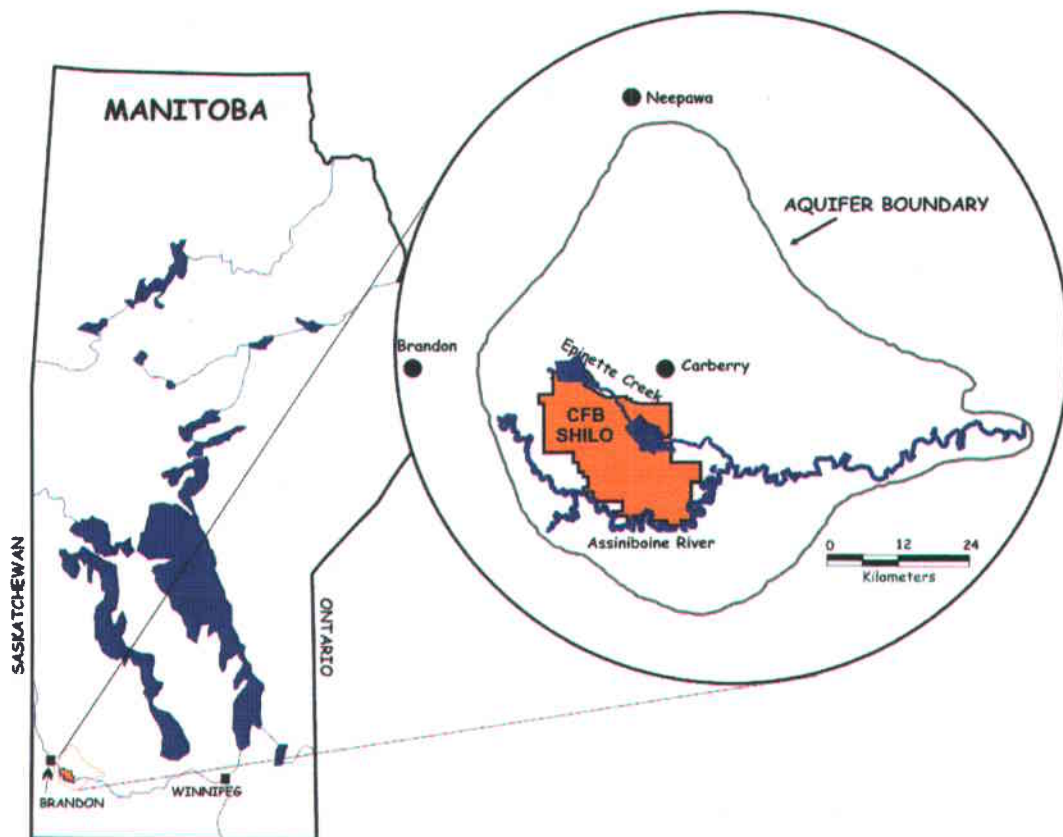 MANITOBA
Neepawa
AQUIFER BOUNDARY
Brandon
Epinette Creek
Carberry
CFB
SHILO
Assiniboine River
0 12 24
Kilometers
SASKATCHEWAN
ONTARIO
BRANDON
WINNIPEG